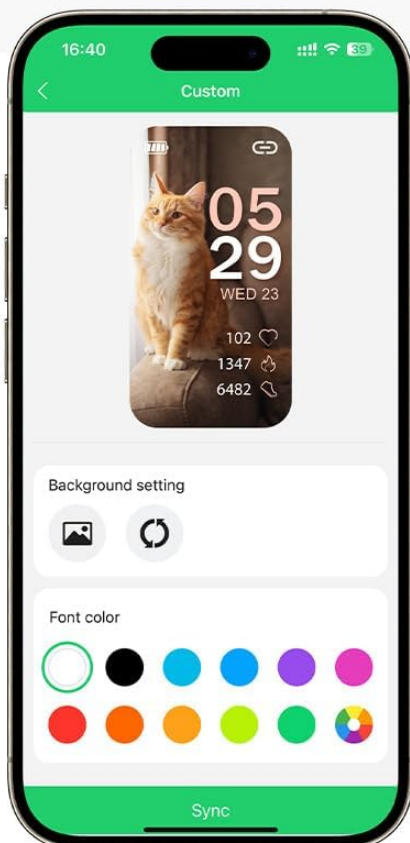 16:40
39
Custom
05
29
WED 23
102
1347
6482
Background setting
Font color
Sync